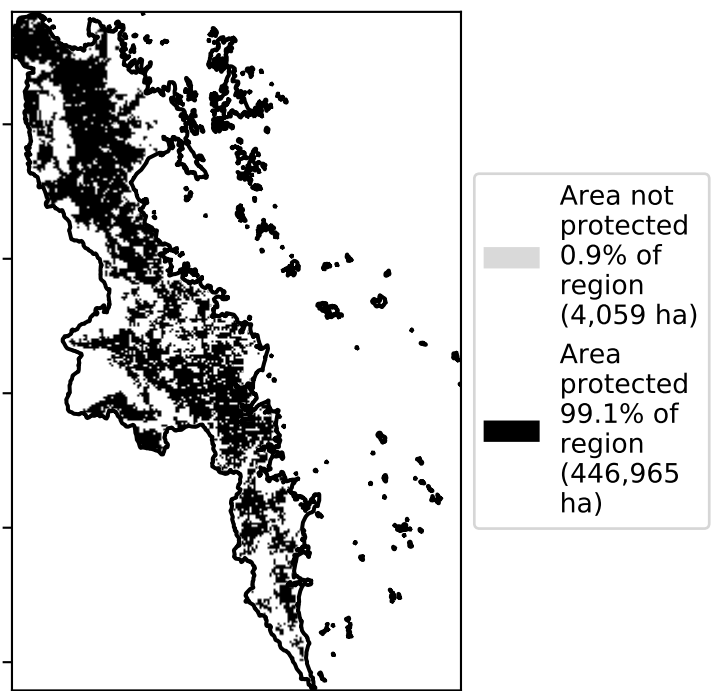 Area not
protected
0.9% of
region
(4,059 ha)
Area
protected
99.1% of
region
(446,965
ha)